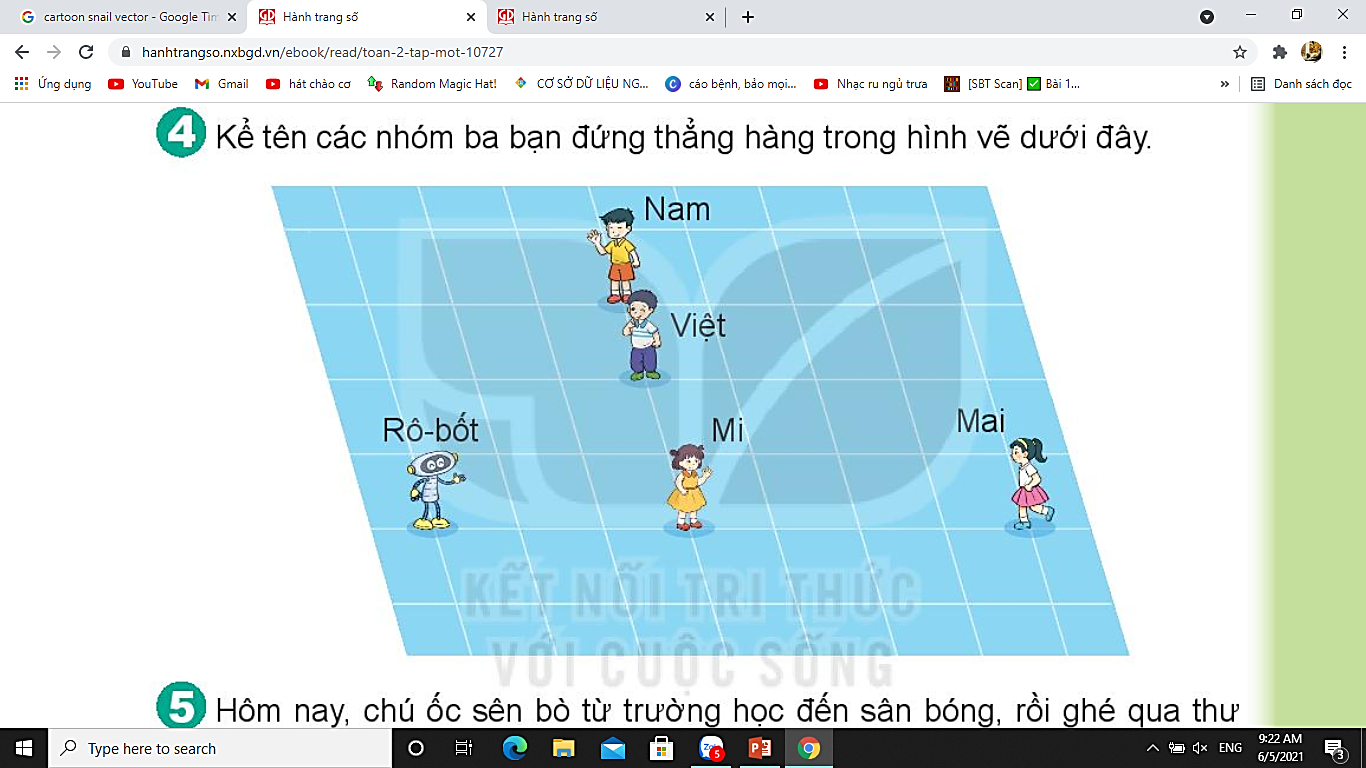 cartoon snail vector - Google Tìm
Hành trang số
Hành trang số
hanhtrangso.nxbgd.vn/ebook/read/toan-2-tap-mot-10727
Ứng dụng YouTube Gmail hát chào cơ Random Magic Hat! CƠ SỞ DỮ LIỆU NG... cáo bệnh, bảo mọi... Nhạc ru ngủ trưa [SBT Scan] ✅ Bài 1... » Danh sách đọc
4 Kể tên các nhóm ba bạn đứng thẳng hàng trong hình vẽ dưới đây.
Nam
Việt
Rô-bốt Mi Mai
KẾT NỐI TRI THỨC
VỚI CUỘC SỐNG
5 Hôm nay, chú ốc sên bò từ trường học đến sân bóng, rồi ghé qua thư
Type here to search
5
ENG
9:22 AM
6/5/2021
3